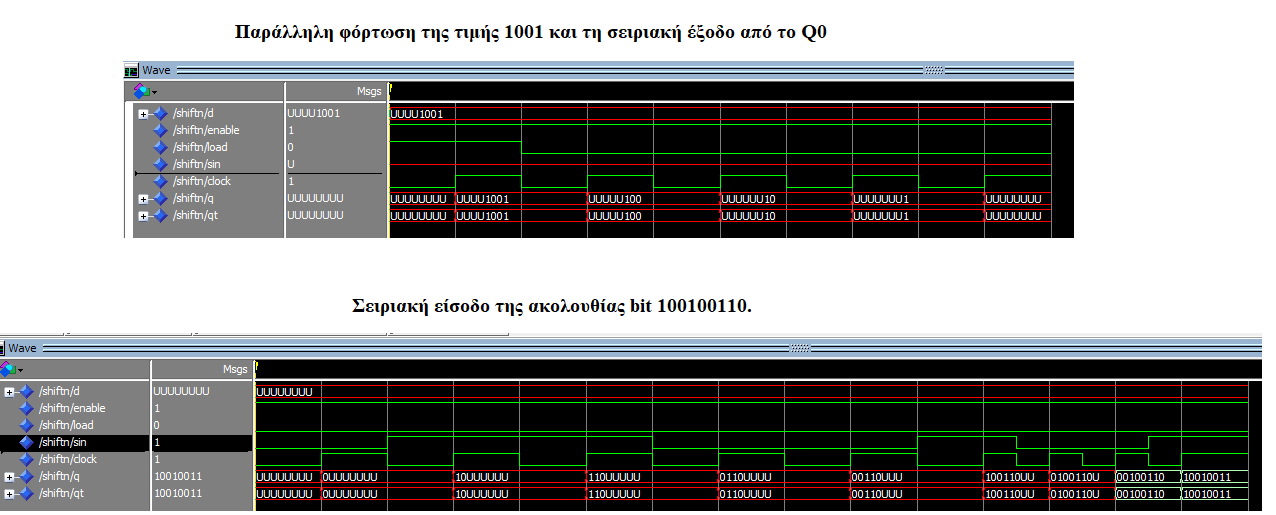 Παράλληλη φόρτωση της τιμής 1001 και τη σειριακή έξοδο από το Q0
Wave
Msgs
/shiftn/d UUUU1001 UUUU1001
/shiftn/enable 1
/shiftn/load 0
/shiftn/sin U
/shiftn/clock 1
/shiftn/q UUUUUUUU UUUUUUUU UUUU1001 UUUUU100 UUUUUU10 UUUUUUU1 UUUUUUUU
/shiftn/qt UUUUUUUU UUUUUUUU UUUU1001 UUUUU100 UUUUUU10 UUUUUUU1 UUUUUUUU
Σειριακή είσοδο της ακολουθίας bit 100100110.
Wave
Msgs
/shiftn/d UUUUUUUU UUUUUUUU
/shiftn/enable 1
/shiftn/load 0
/shiftn/sin 1
/shiftn/clock 1
/shiftn/q 10010011 UUUUUUUU 0UUUUUUU 10UUUUUU 110UUUUU 0110UUUU 00110UUU 100110UU 0100110U 00100110 10010011
/shiftn/qt 10010011 UUUUUUUU 0UUUUUUU 10UUUUUU 110UUUUU 0110UUUU 00110UUU 100110UU 0100110U 00100110 10010011